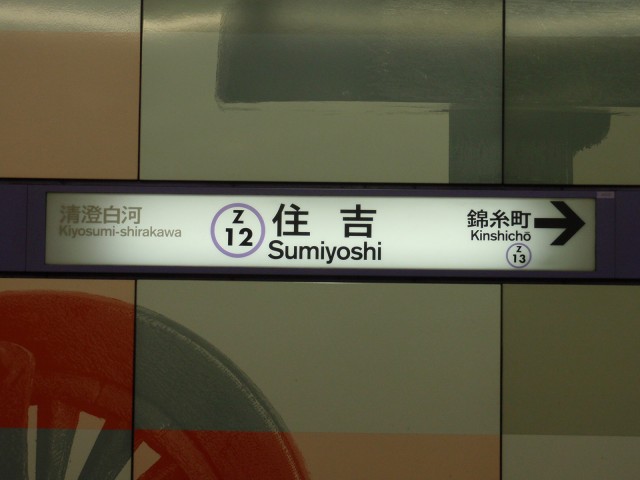 清澄白河
Kiyosumi-shirakawa
Z
12
住吉
Sumiyoshi
錦糸町
Kinshichō
Z
13